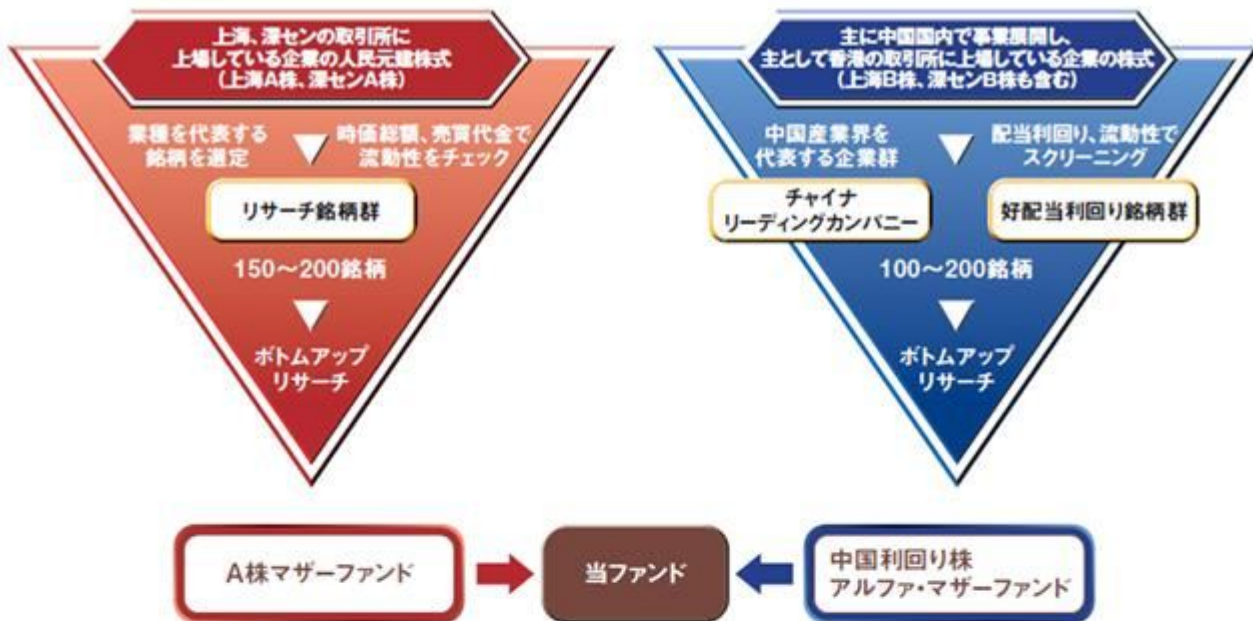 上海、深センの取引所に
上場している企業の人民元建株式
(上海A株、深センA株)
業種を代表する
銘柄を選定
時価総額、売買代金で
流動性をチェック
リサーチ銘柄群
150～200銘柄
ボトムアップ
リサーチ
主に中国国内で事業展開し、
主として香港の取引所に上場している企業の株式
(上海B株、深センB株も含む)
中国産業界を
代表する企業群
配当利回り、流動性で
スクリーニング
チャイナ
リーディングカンパニー
好配当利回り銘柄群
100～200銘柄
ボトムアップ
リサーチ
A株マザーファンド
当ファンド
中国利回り株
アルファ・マザーファンド